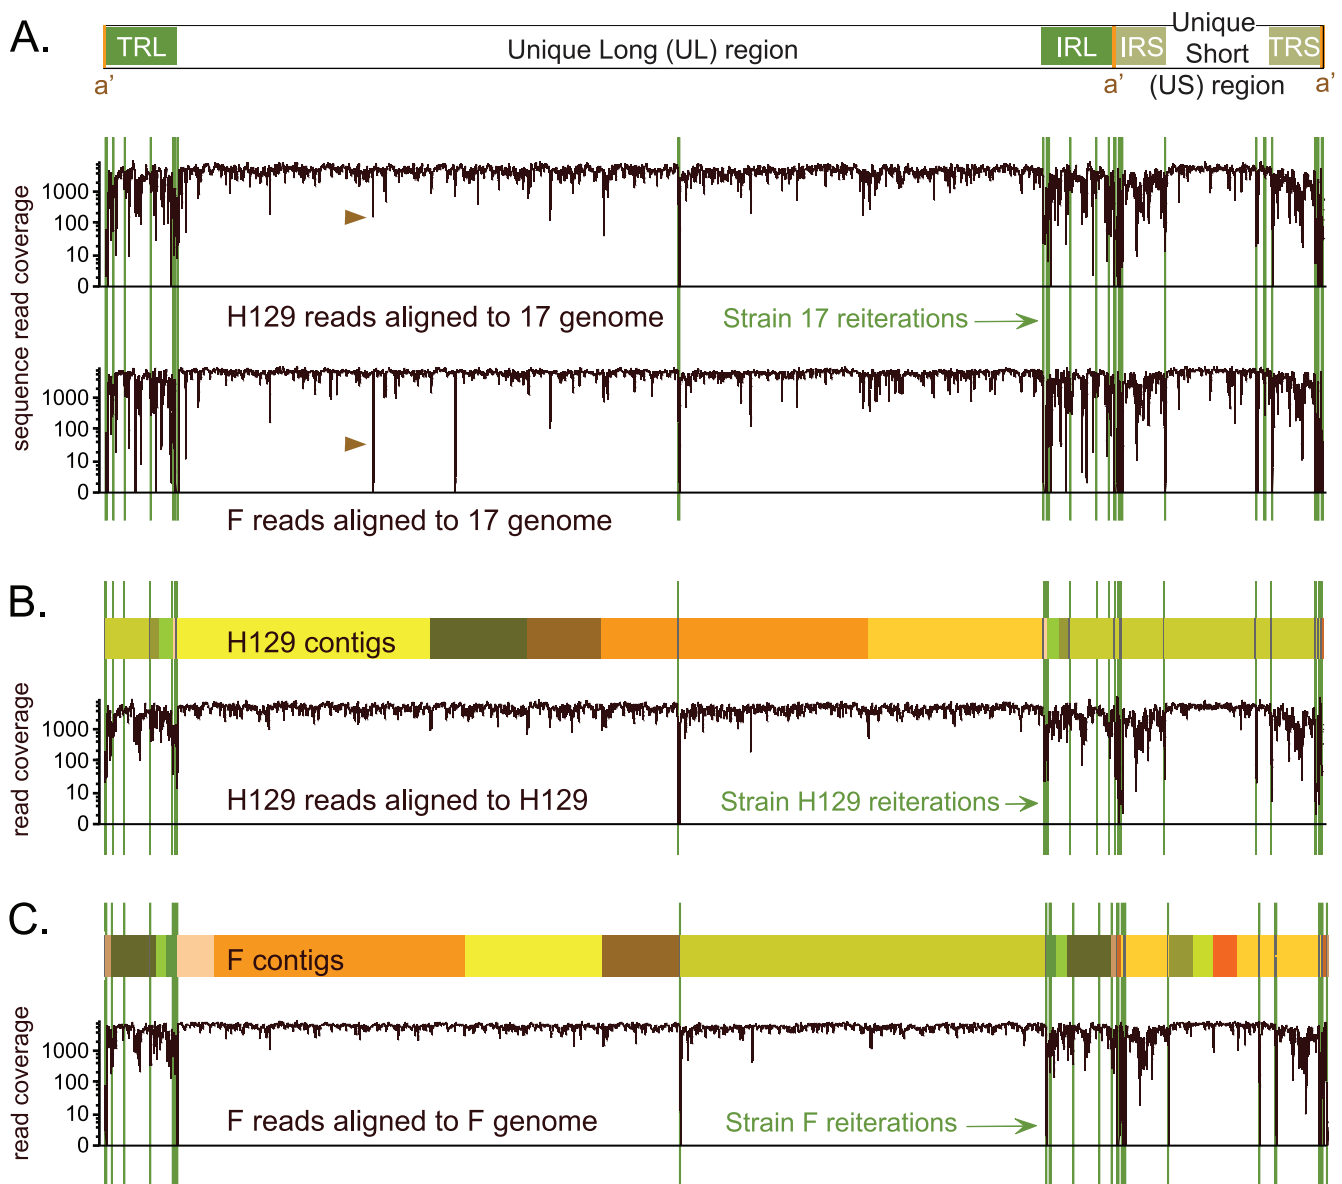 A.
TRL
Unique Long (UL) region
IRL
IRS
Unique
Short
(US) region
TRS
a’
a’
a’
sequence read coverage
1000
100
10
0
H129 reads aligned to 17 genome
Strain 17 reiterations
1000
100
10
0
F reads aligned to 17 genome
B.
H129 contigs
read coverage
1000
100
10
0
H129 reads aligned to H129
Strain H129 reiterations
C.
F contigs
read coverage
1000
100
10
0
F reads aligned to F genome
Strain F reiterations